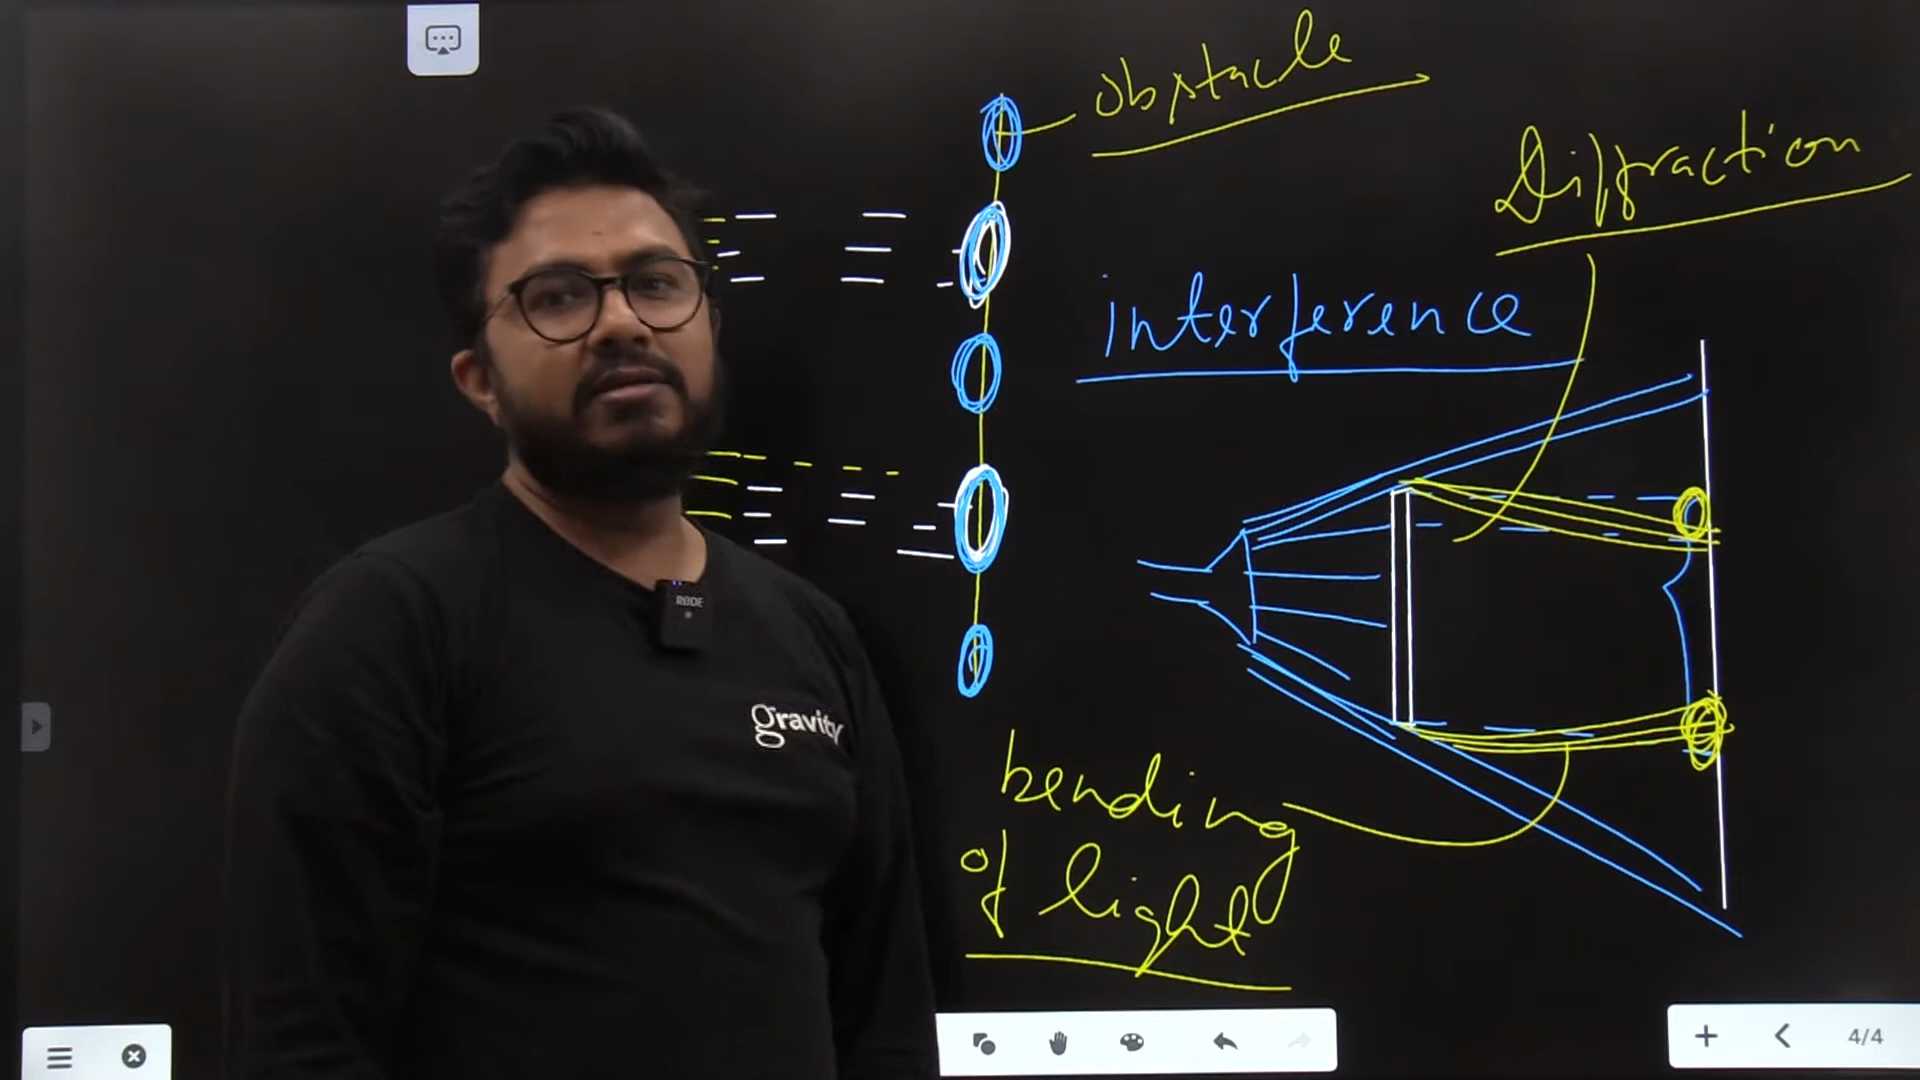 obstacle
Diffraction
interference
RØDE
gravity
bending
of light
4/4